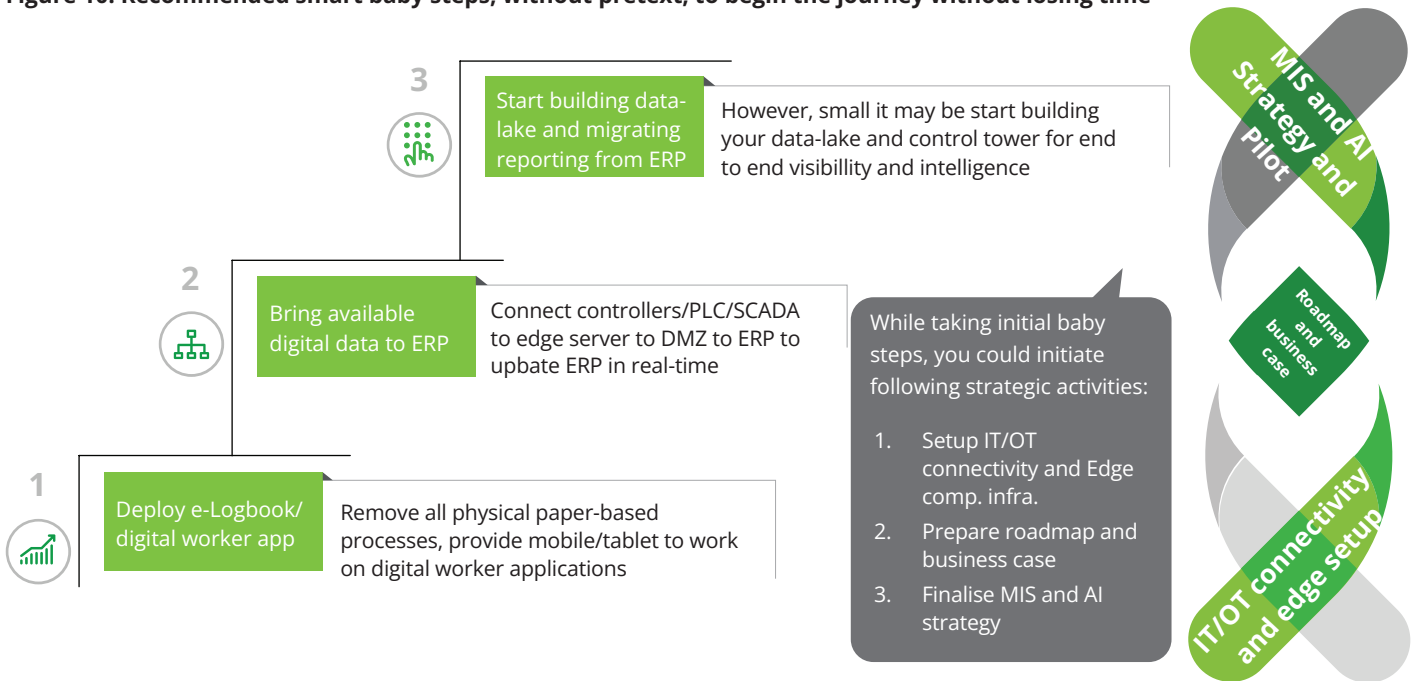 3
Start building data-
lake and migrating
reporting from ERP
However, small it may be start building
your data-lake and control tower for end
to end visibillity and intelligence
2
Bring available
digital data to ERP
Connect controllers/PLC/SCADA
to edge server to DMZ to ERP to
upbate ERP in real-time
1
Deploy e-Logbook/
digital worker app
Remove all physical paper-based
processes, provide mobile/tablet to work
on digital worker applications
While taking initial baby
steps, you could initiate
following strategic activities:
1. Setup IT/OT
connectivity and Edge
comp. infra.
2. Prepare roadmap and
business case
3. Finalise MIS and AI
strategy
MIS and AI
Strategy and
Pilot
Roadmap
and
business
case
IT/OT connectivity
and edge setup